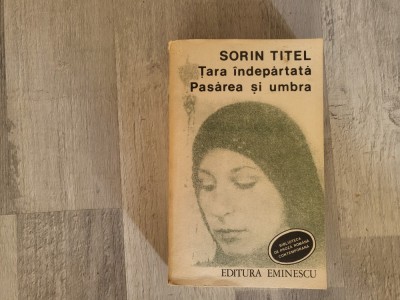 SORIN TITEL
Țara îndepărtată
Pasărea și umbra
BIBLIOTECA
DE PROZĂ ROMÂNĂ
CONTEMPORANĂ
EDITURA EMINESCU